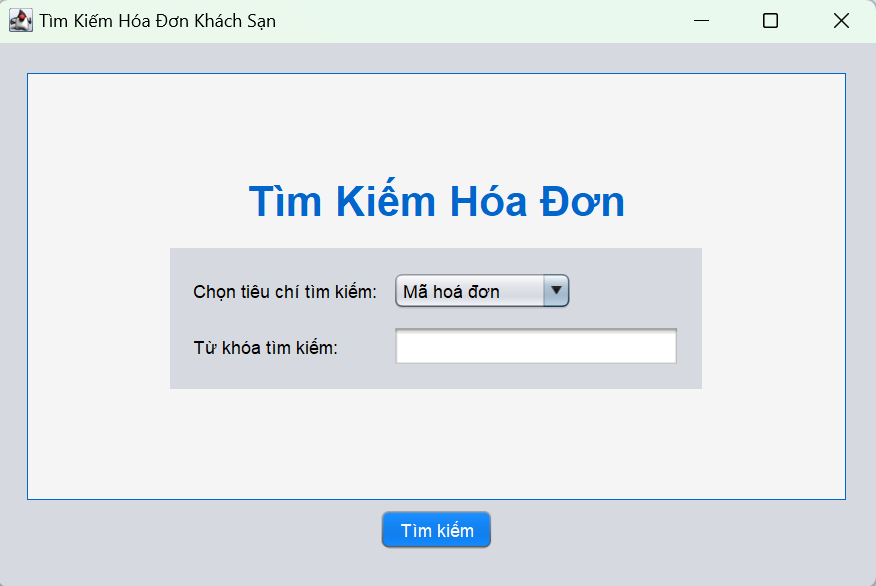 Tìm Kiếm Hóa Đơn Khách Sạn
Tìm Kiếm Hóa Đơn
Chọn tiêu chí tìm kiếm: Mã hoá đơn
Từ khóa tìm kiếm:
Tìm kiếm